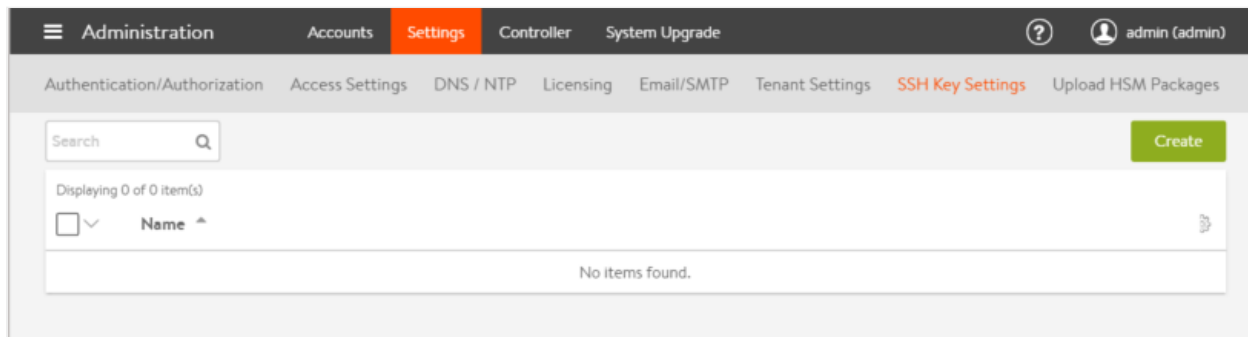 Administration Accounts Settings Controller System Upgrade ? admin (admin)
Authentication/Authorization Access Settings DNS / NTP Licensing Email/SMTP Tenant Settings SSH Key Settings Upload HSM Packages
Search Create
Displaying 0 of 0 item(s)
Name
No items found.